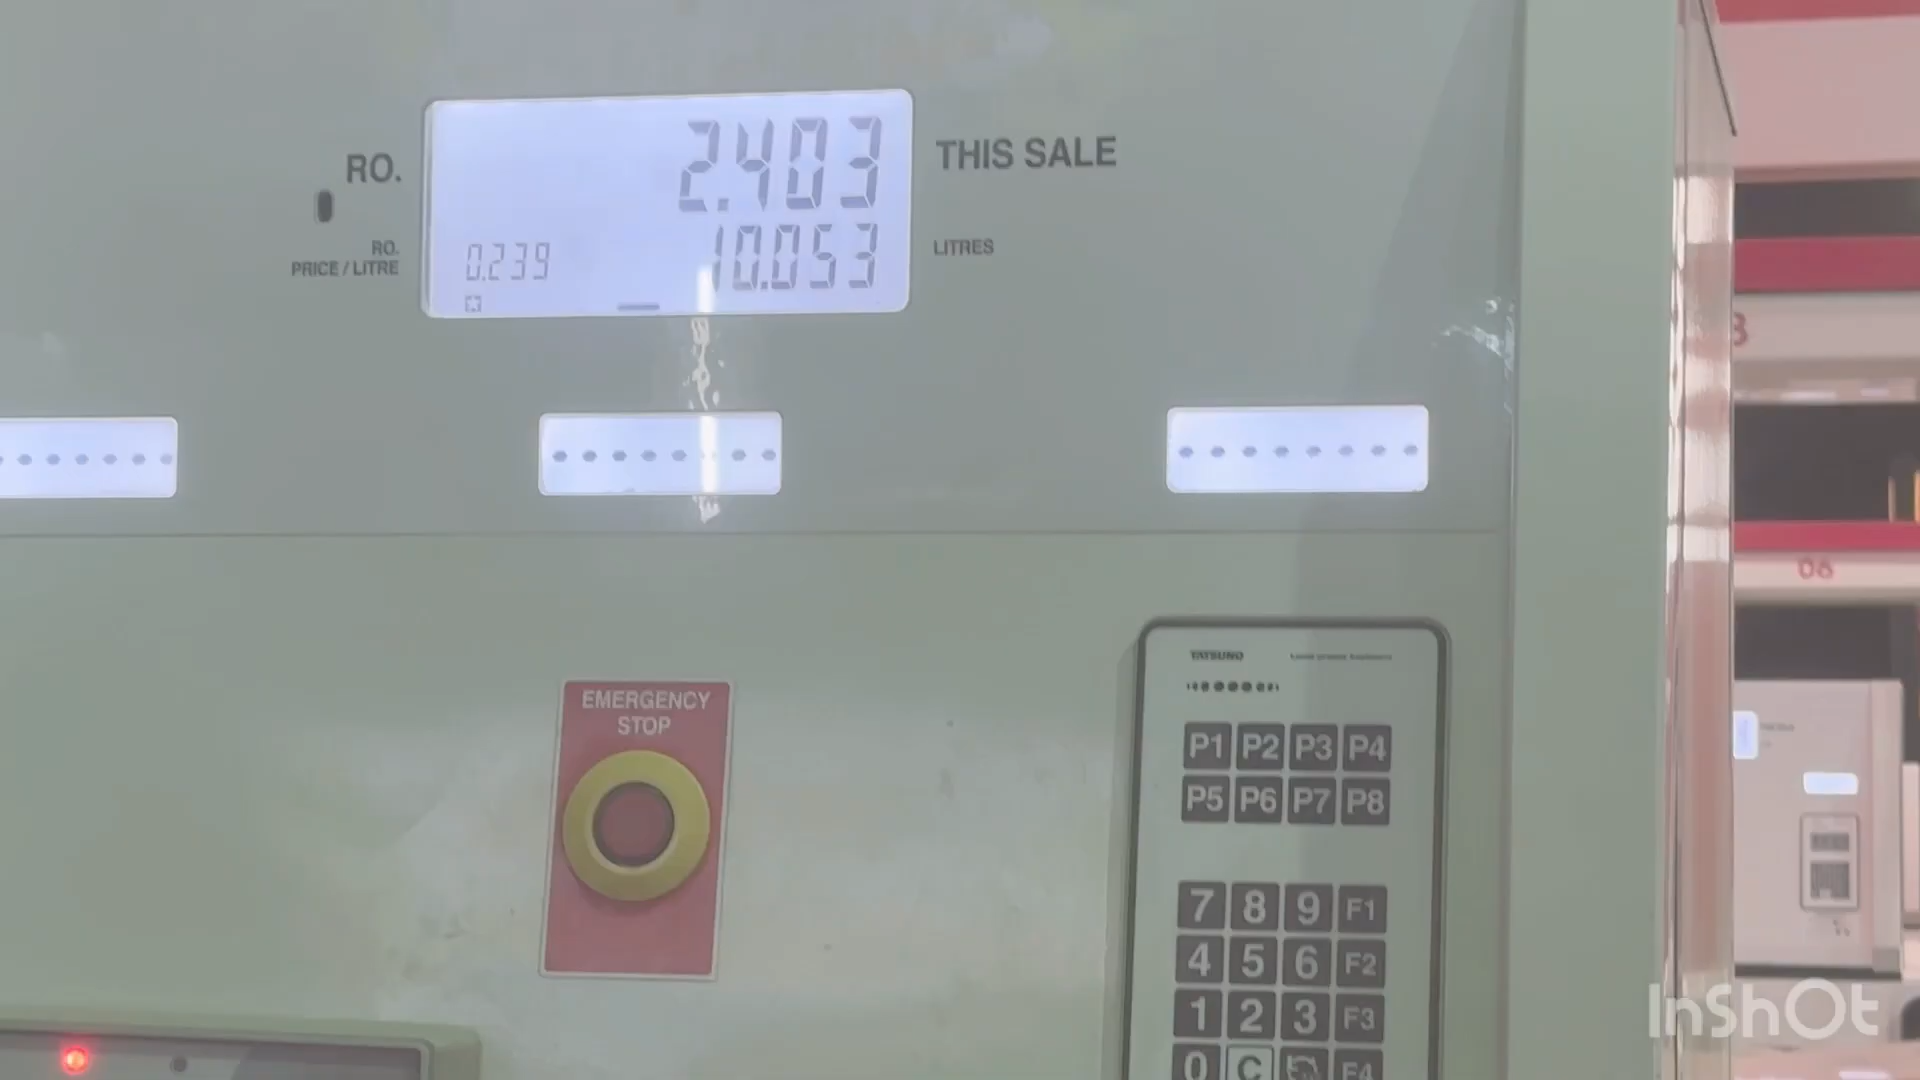 RO. 2.403 THIS SALE
RO.
PRICE / LITRE 0.239 10.053 LITRES
EMERGENCY
STOP
TATSUNO
P1 P2 P3 P4
P5 P6 P7 P8
7 8 9 F1
4 5 6 F2
1 2 3 F3
0 C F4
06
InShOt